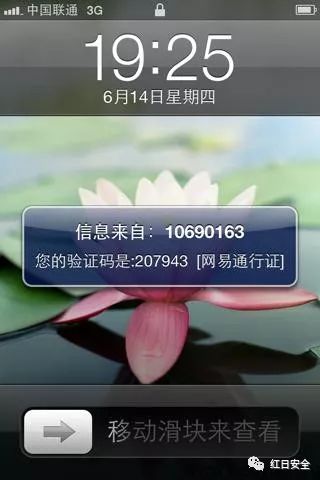 中国联通 3G
19:25
6月14日星期四
信息来自：10690163
您的验证码是:207943 [网易通行证]
移动滑块来查看
红日安全